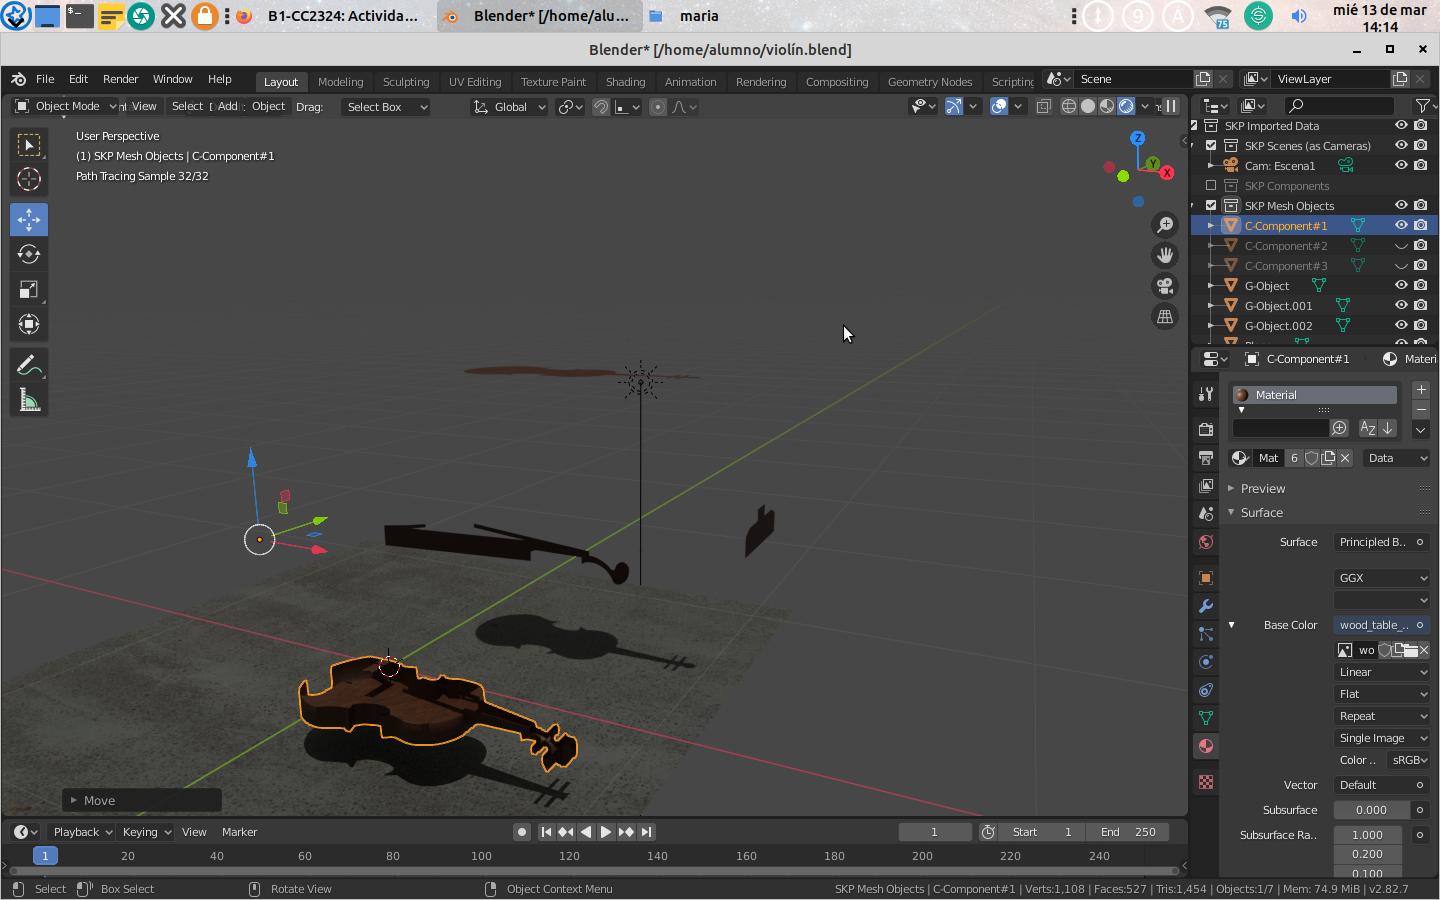 B1-CC2324: Activida...
Blender* [/home/alu...
maria
75
mié 13 de mar
14:14
Blender* [/home/alumno/violín.blend]
File Edit Render Window Help
Layout Modeling Sculpting UV Editing Texture Paint Shading Animation Rendering Compositing Geometry Nodes Scripting
Scene
ViewLayer
Object Mode View Select Add Object Drag: Select Box Global
User Perspective
(1) SKP Mesh Objects | C-Component#1
Path Tracing Sample 32/32
Z
Y
X
SKP Imported Data
SKP Scenes (as Cameras)
Cam: Escena1
SKP Components
SKP Mesh Objects
C-Component#1
C-Component#2
C-Component#3
G-Object
G-Object.001
G-Object.002
C-Component#1 Materi
Material
Mat 6 Data
Preview
Surface
Surface Principled B..
GGX
Base Color wood_table_..
wo
Linear
Flat
Repeat
Single Image
Color .. sRGB
Vector Default
Subsurface 0.000
Subsurface Ra.. 1.000
0.200
0.100
Move
Playback Keying View Marker 1 Start 1 End 250
1 20 40 60 80 100 120 140 160 180 200 220 240
Select Box Select Rotate View Object Context Menu
SKP Mesh Objects | C-Component#1 | Verts:1,108 | Faces:527 | Tris:1,454 | Objects:1/7 | Mem: 74.9 MiB | v2.82.7